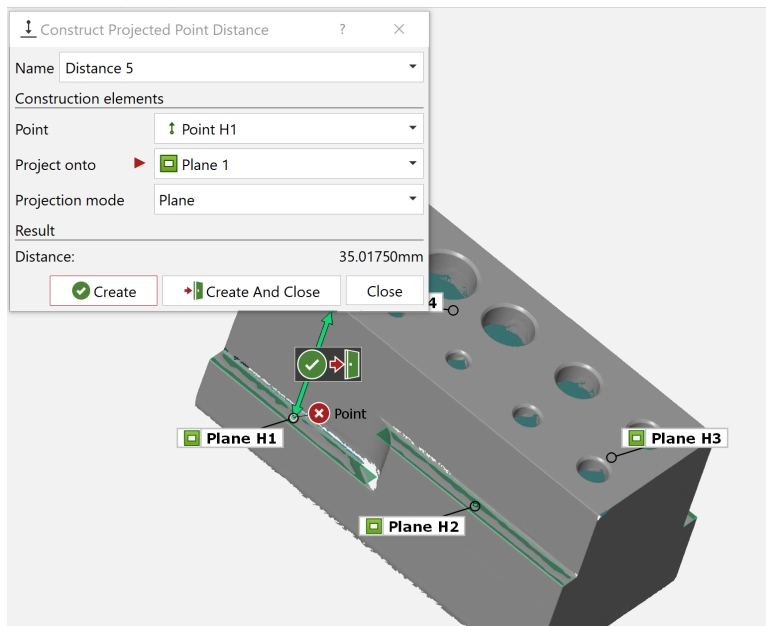 Construct Projected Point Distance ?
Name Distance 5
Construction elements
Point Point H1
Project onto Plane 1
Projection mode Plane
Result
Distance: 35.01750mm
Create Create And Close Close
4
Point
Plane H1
Plane H3
Plane H2